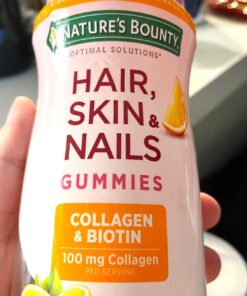 NATURE'S BOUNTY
OPTIMAL SOLUTIONS®
HAIR,
SKIN &
NAILS
GUMMIES
COLLAGEN
& BIOTIN
100 mg Collagen
PER SERVING